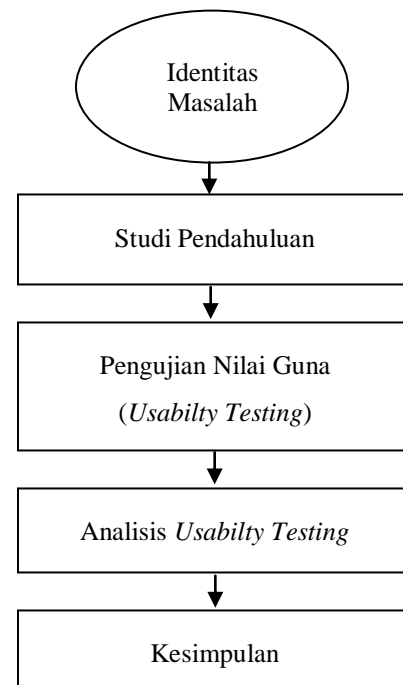 Identitas
Masalah
Studi Pendahuluan
Pengujian Nilai Guna
(Usabilty Testing)
Analisis Usabilty Testing
Kesimpulan